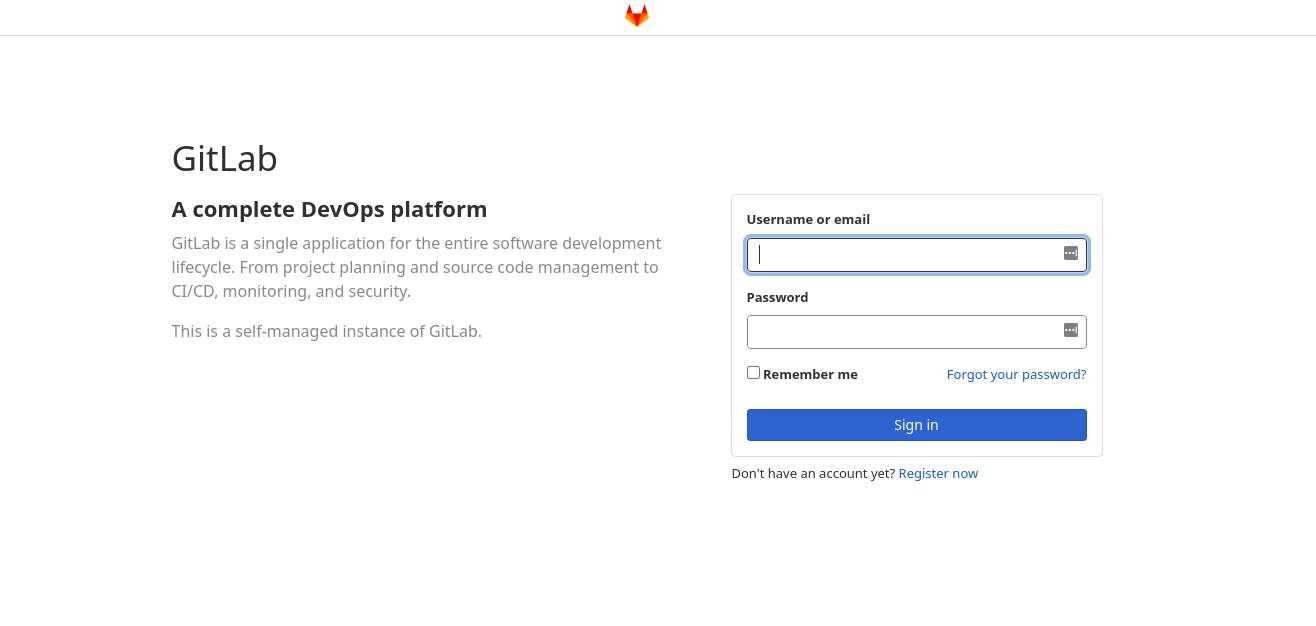 GitLab
A complete DevOps platform
GitLab is a single application for the entire software development
lifecycle. From project planning and source code management to
CI/CD, monitoring, and security.
This is a self-managed instance of GitLab.
Username or email
Password
Remember me
Forgot your password?
Sign in
Don't have an account yet? Register now